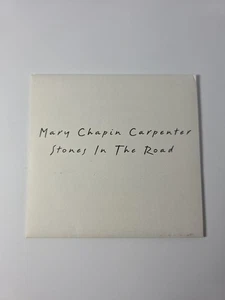 Mary Chapin Carpenter
Stones In The Road